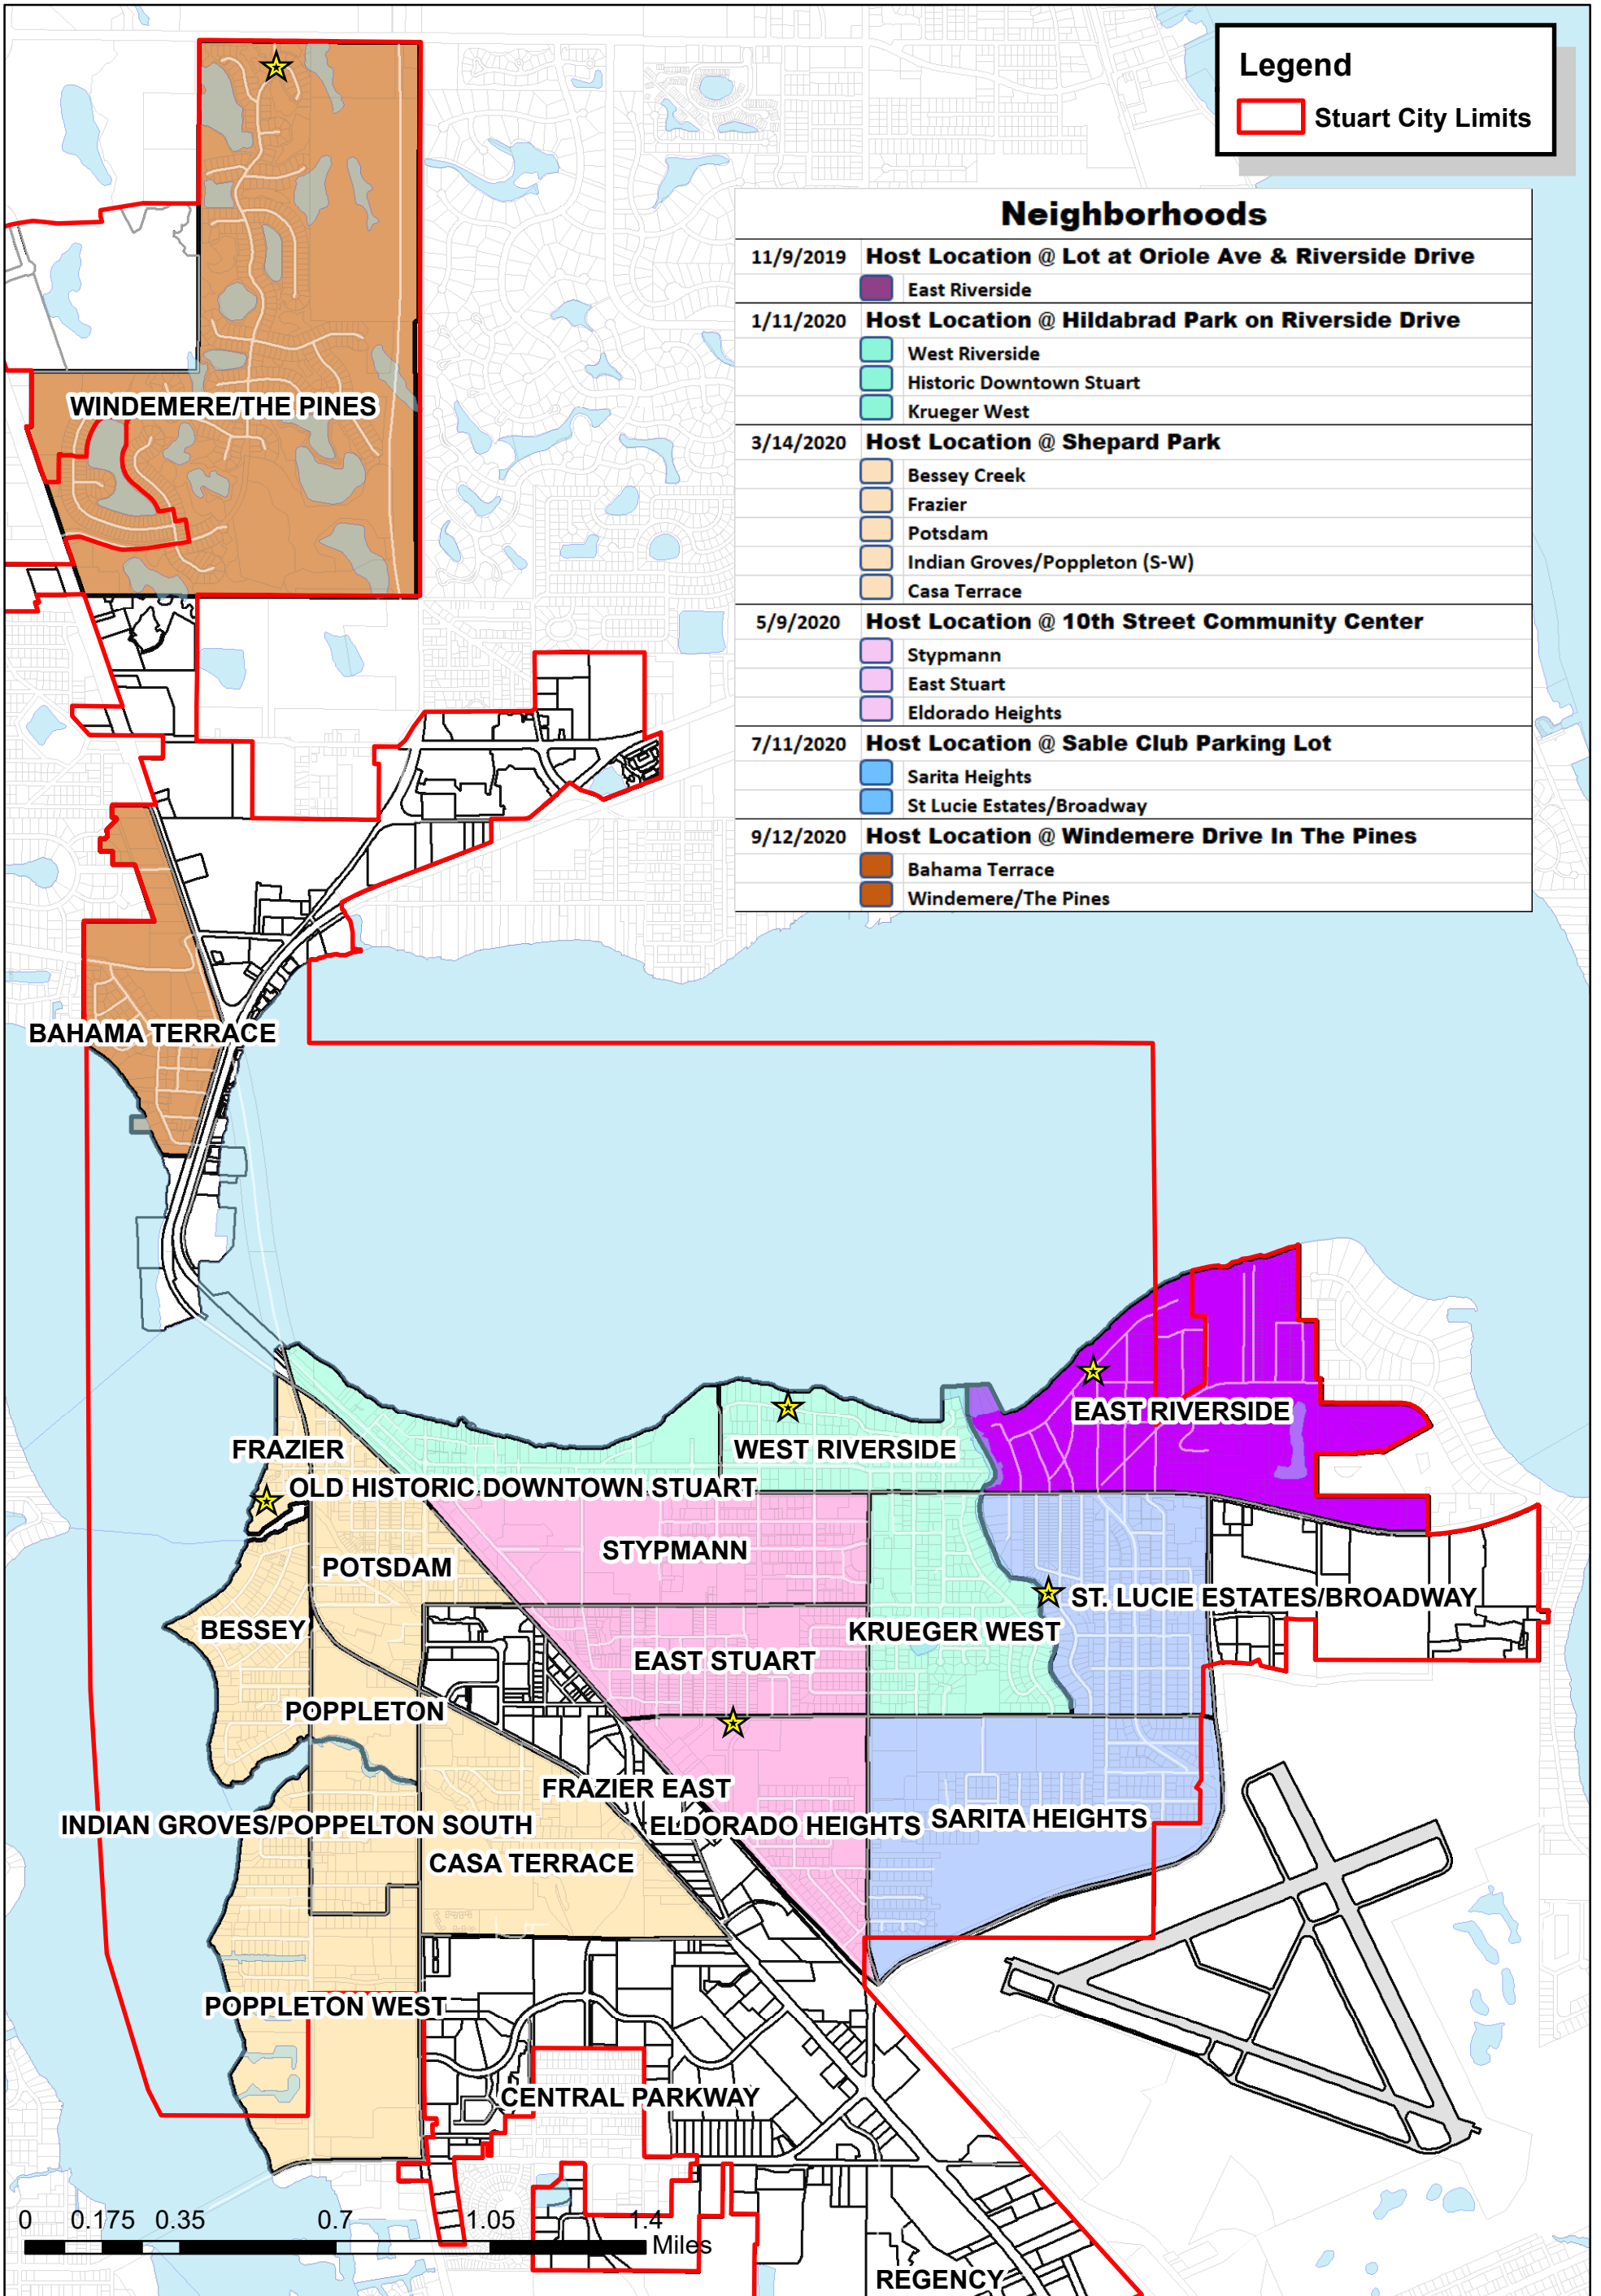 Legend
Stuart City Limits
Neighborhoods
11/9/2019 Host Location @ Lot at Oriole Ave & Riverside Drive
East Riverside
1/11/2020 Host Location @ Hildabrad Park on Riverside Drive
West Riverside
Historic Downtown Stuart
Krueger West
3/14/2020 Host Location @ Shepard Park
Bessey Creek
Frazier
Potsdam
Indian Groves/Poppleton (S-W)
Casa Terrace
5/9/2020 Host Location @ 10th Street Community Center
Stypmann
East Stuart
Eldorado Heights
7/11/2020 Host Location @ Sable Club Parking Lot
Sarita Heights
St Lucie Estates/Broadway
9/12/2020 Host Location @ Windemere Drive In The Pines
Bahama Terrace
Windemere/The Pines
WINDEMERE/THE PINES
BAHAMA TERRACE
EAST RIVERSIDE
FRAZIER
WEST RIVERSIDE
OLD HISTORIC DOWNTOWN STUART
STYPMANN
POTSDAM
ST. LUCIE ESTATES/BROADWAY
BESSEY
KRUEGER WEST
EAST STUART
POPPLETON
FRAZIER EAST
INDIAN GROVES/POPPELTON SOUTH
ELDORADO HEIGHTS
SARITA HEIGHTS
CASA TERRACE
POPPLETON WEST
CENTRAL PARKWAY
0 0.175 0.35 0.7 1.05 1.4
Miles
REGENCY